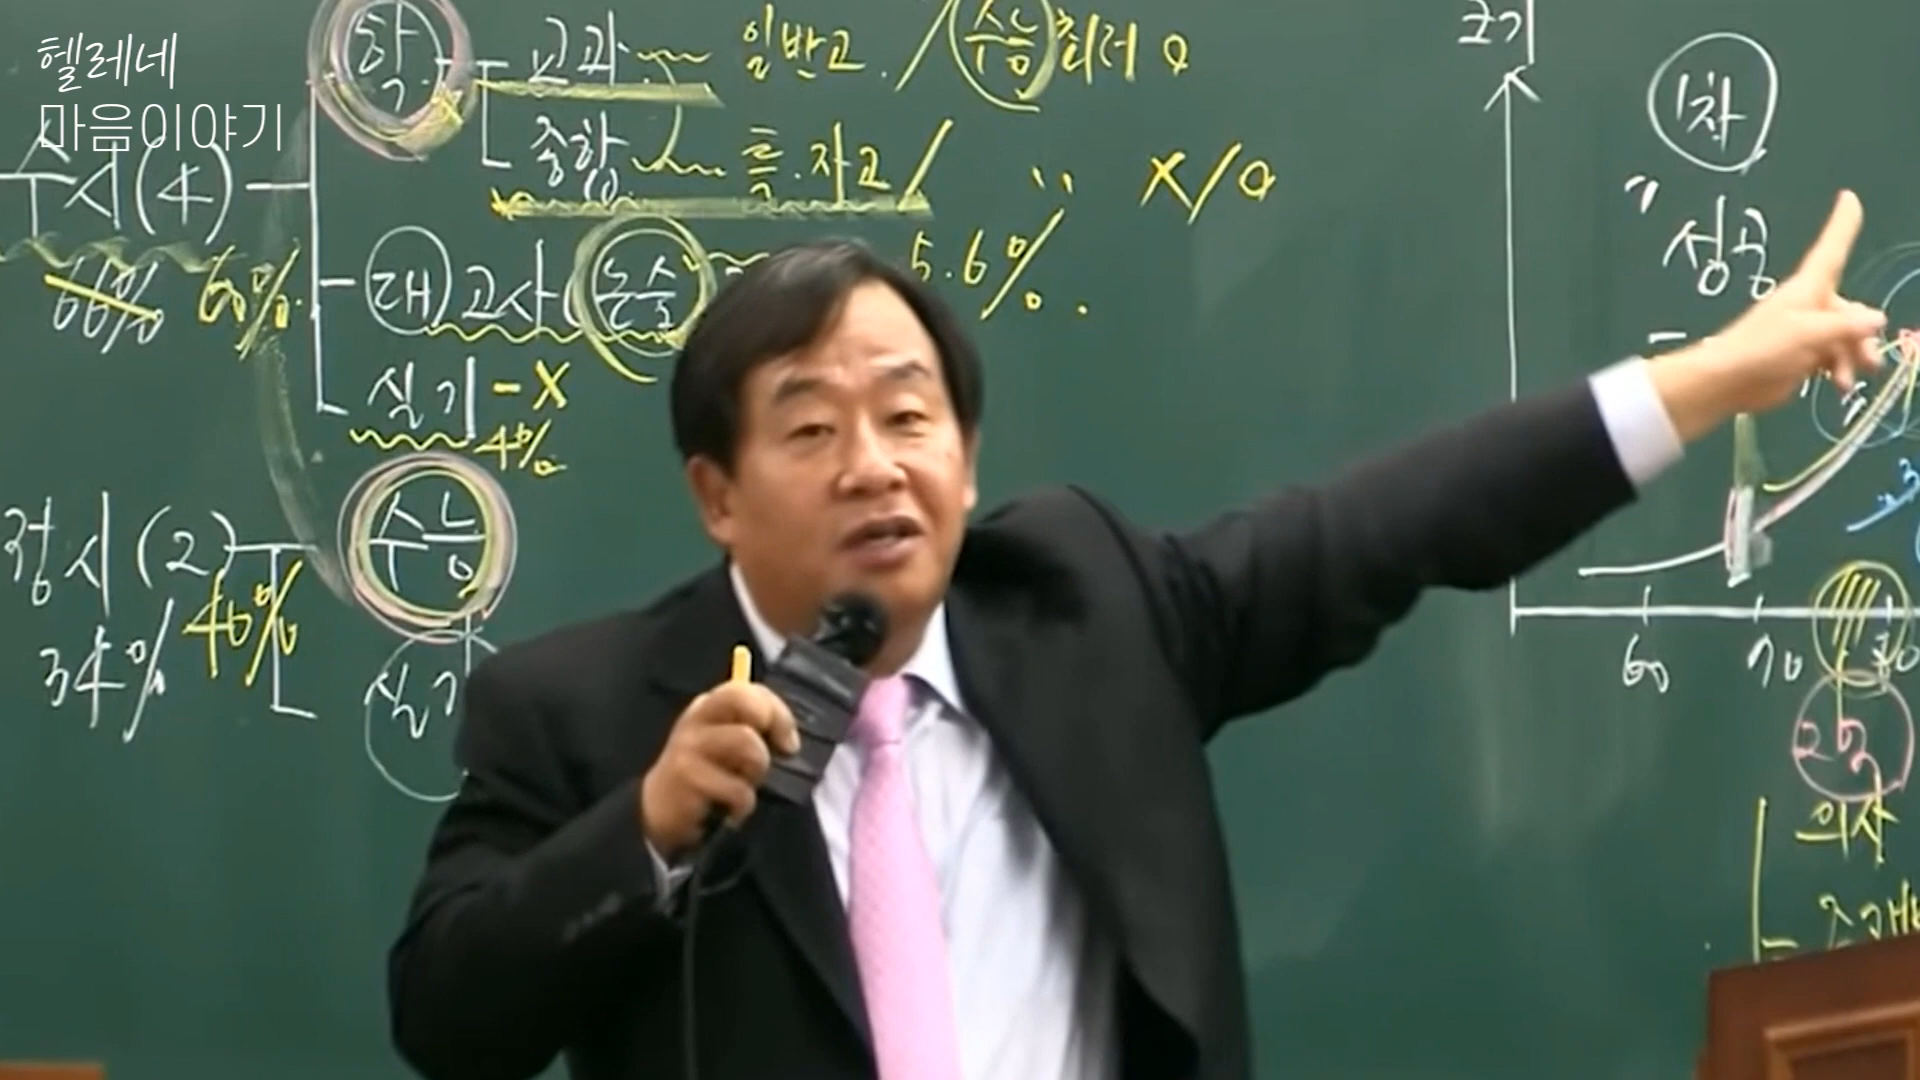 헬레네
마음이야기
학 교과 일반고. / 수능 최저 o
종합 특.자고 / " X/o
수시(4)
66% 60%.
대)고사(논술 5.6%.
실기 - X
4%
정시(2) 수능
34% 40%
실기
크기
1차
"성공
60 70 80
의사